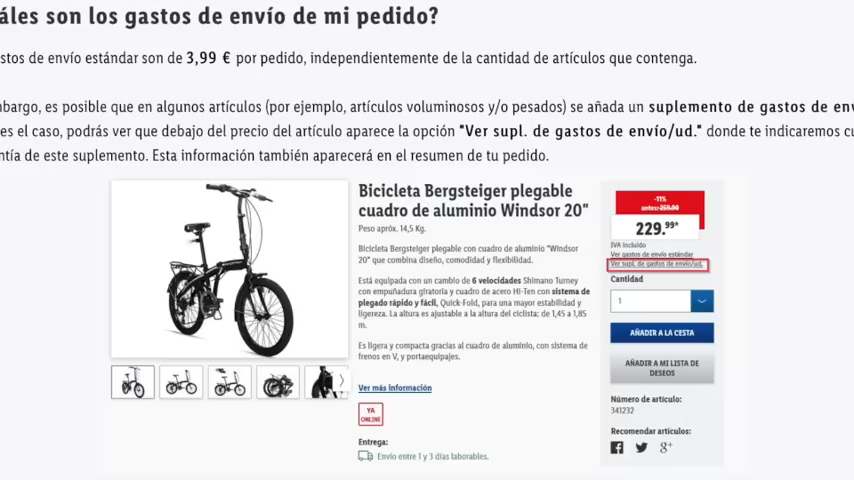 áles son los gastos de envío de mi pedido?
stos de envío estándar son de 3,99 € por pedido, independientemente de la cantidad de artículos que contenga.
mbargo, es posible que en algunos artículos (por ejemplo, artículos voluminosos y/o pesados) se añada un suplemento de gastos de env
es el caso, podrás ver que debajo del precio del artículo aparece la opción "Ver supl. de gastos de envío/ud." donde te indicaremos cu
ntía de este suplemento. Esta información también aparecerá en el resumen de tu pedido.
Bicicleta Bergsteiger plegable
cuadro de aluminio Windsor 20"
Peso apróx. 14,5 Kg.
Bicicleta Bergsteiger plegable con cuadro de aluminio "Windsor
20" que combina diseño, comodidad y flexibilidad.
Está equipada con un cambio de 6 velocidades Shimano Turney
con empuñadura giratoria y cuadro de acero Hi-Ten con sistema de
plegado rápido y fácil, Quick-Fold, para una mayor estabilidad y
ligereza. La altura es ajustable a la altura del ciclista: de 1,45 a 1,85
m.
Es ligera y compacta gracias al cuadro de aluminio, con sistema de
frenos en V, y portaequipajes.
Ver más información
YA
ONLINE
Entrega:
Envío entre 1 y 3 días laborables.
-11%
antes: 259.90
229.99*
IVA incluido
Ver gastos de envío estándar
Ver supl. de gastos de envío/ud.
Cantidad
1
AÑADIR A LA CESTA
AÑADIR A MI LISTA DE
DESEOS
Número de artículo:
341232
Recomendar artículos: